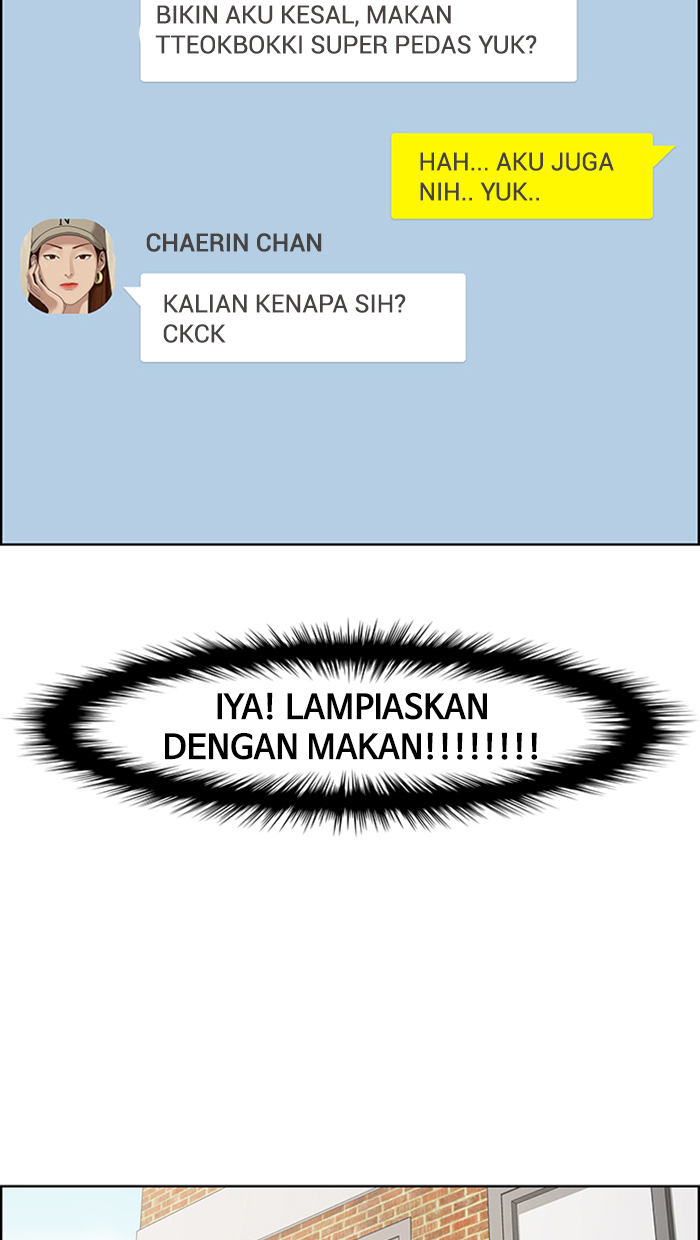 BIKIN AKU KESAL, MAKAN
TTEOKBOKKI SUPER PEDAS YUK?
HAH... AKU JUGA
NIH.. YUK..
N
CHAERIN CHAN
KALIAN KENAPA SIH?
CKCK
IYA! LAMPIASKAN
DENGAN MAKAN!!!!!!!!